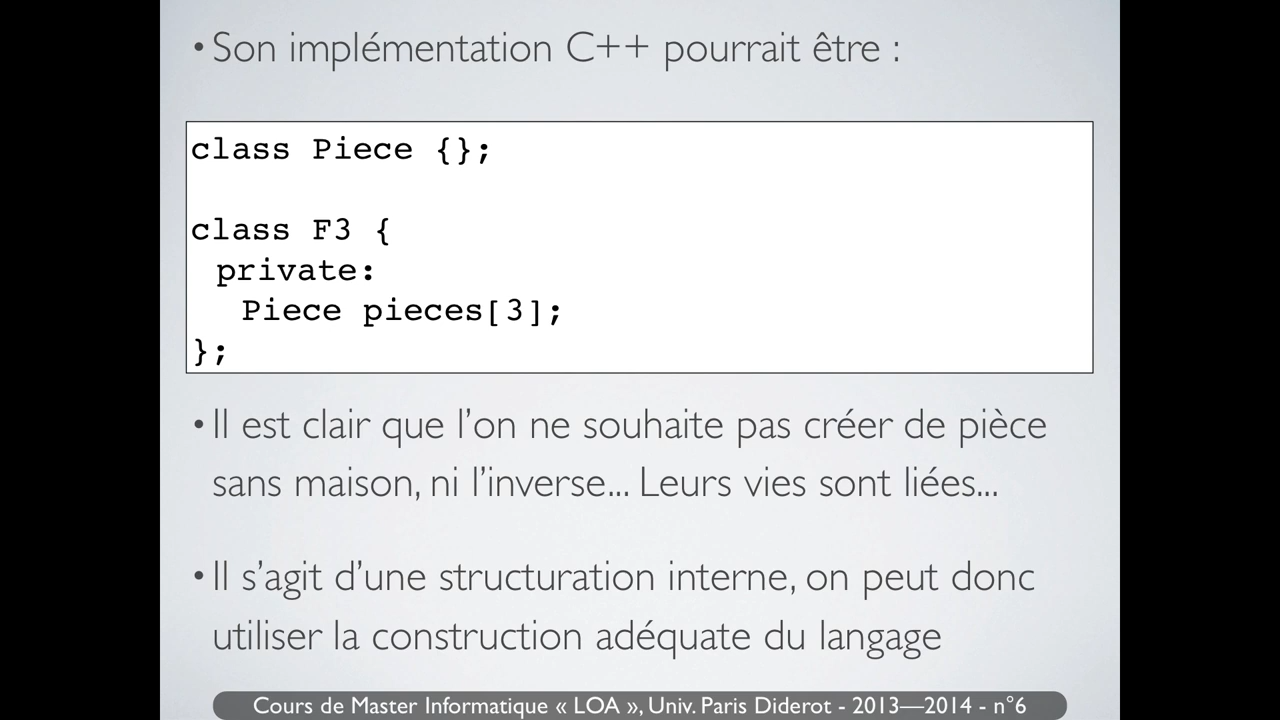 • Son implémentation C++ pourrait être :
class Piece {};
class F3 {
private:
Piece pieces[3];
};
• Il est clair que l’on ne souhaite pas créer de pièce
sans maison, ni l’inverse... Leurs vies sont liées...
• Il s’agit d’une structuration interne, on peut donc
utiliser la construction adéquate du langage
Cours de Master Informatique « LOA », Univ. Paris Diderot - 2013—2014 - n°6